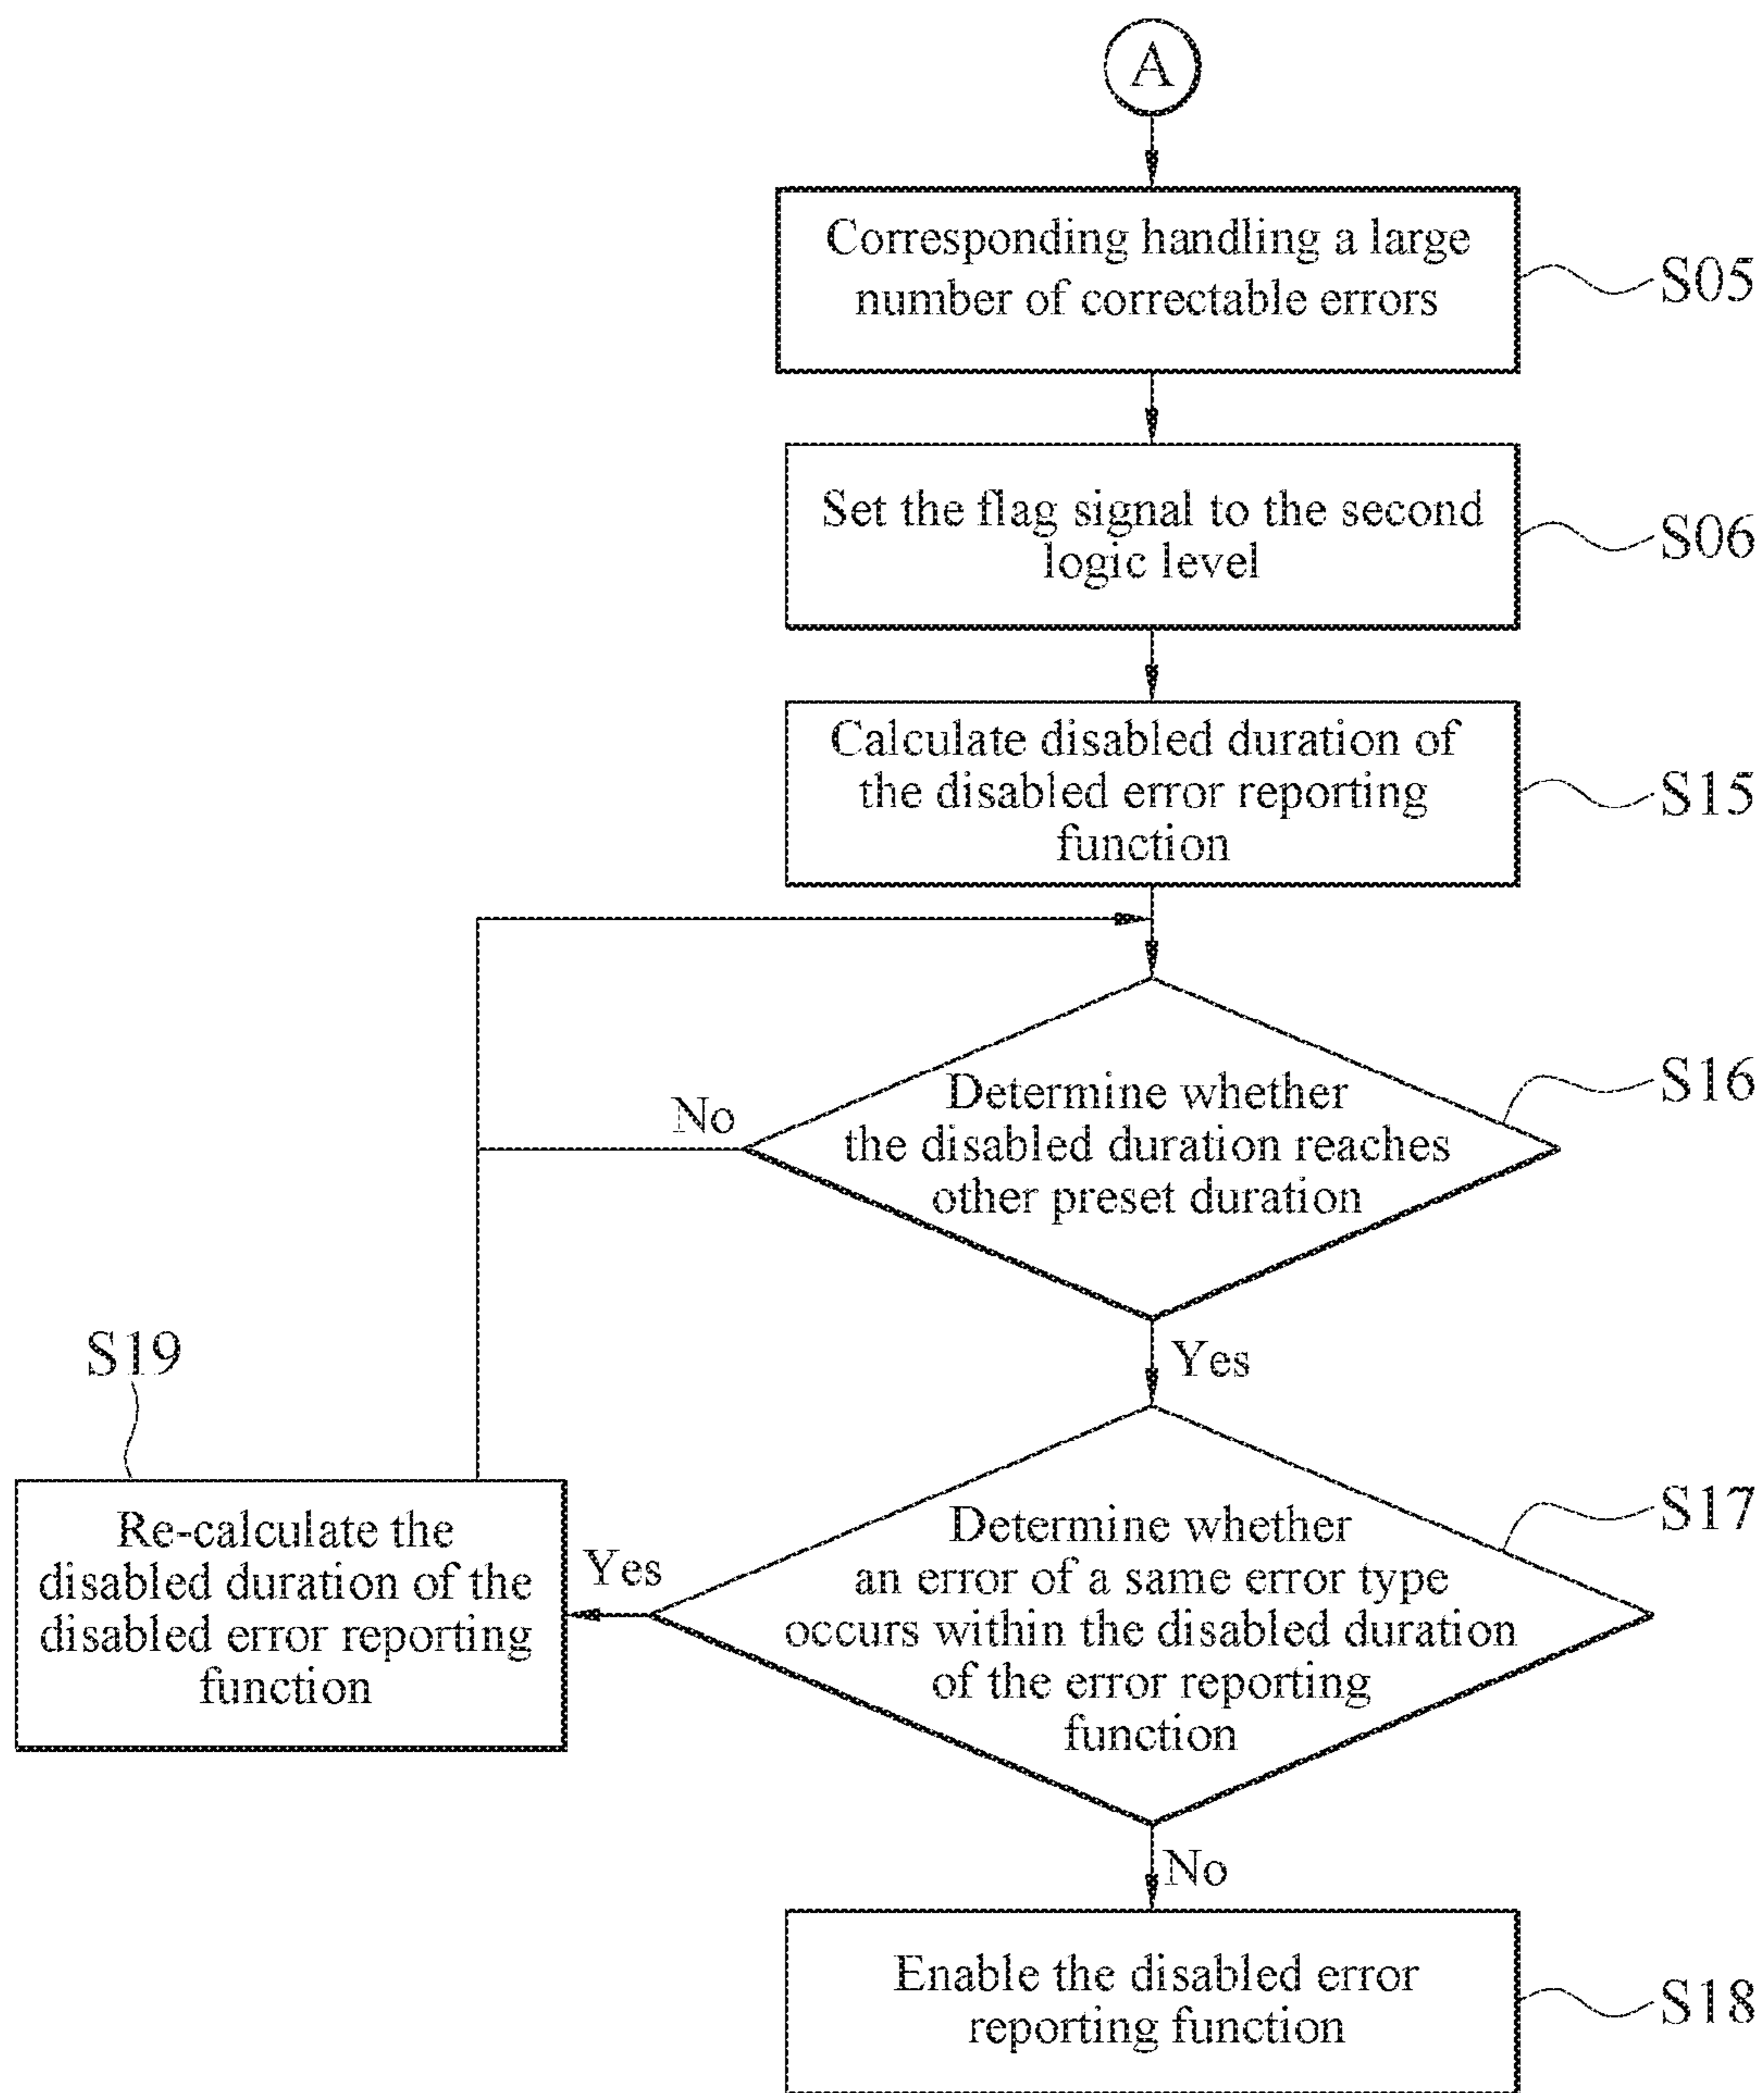 A
Corresponding handling a large
number of correctable errors
S05
Set the flag signal to the second
logic level
S06
Calculate disabled duration of
the disabled error reporting
function
S15
Determine whether
the disabled duration reaches
other preset duration
S16
No
Yes
Determine whether
an error of a same error type
occurs within the disabled duration
of the error reporting
function
S17
Yes
S19
Re-calculate the
disabled duration of the
disabled error reporting
function
No
Enable the disabled error
reporting function
S18